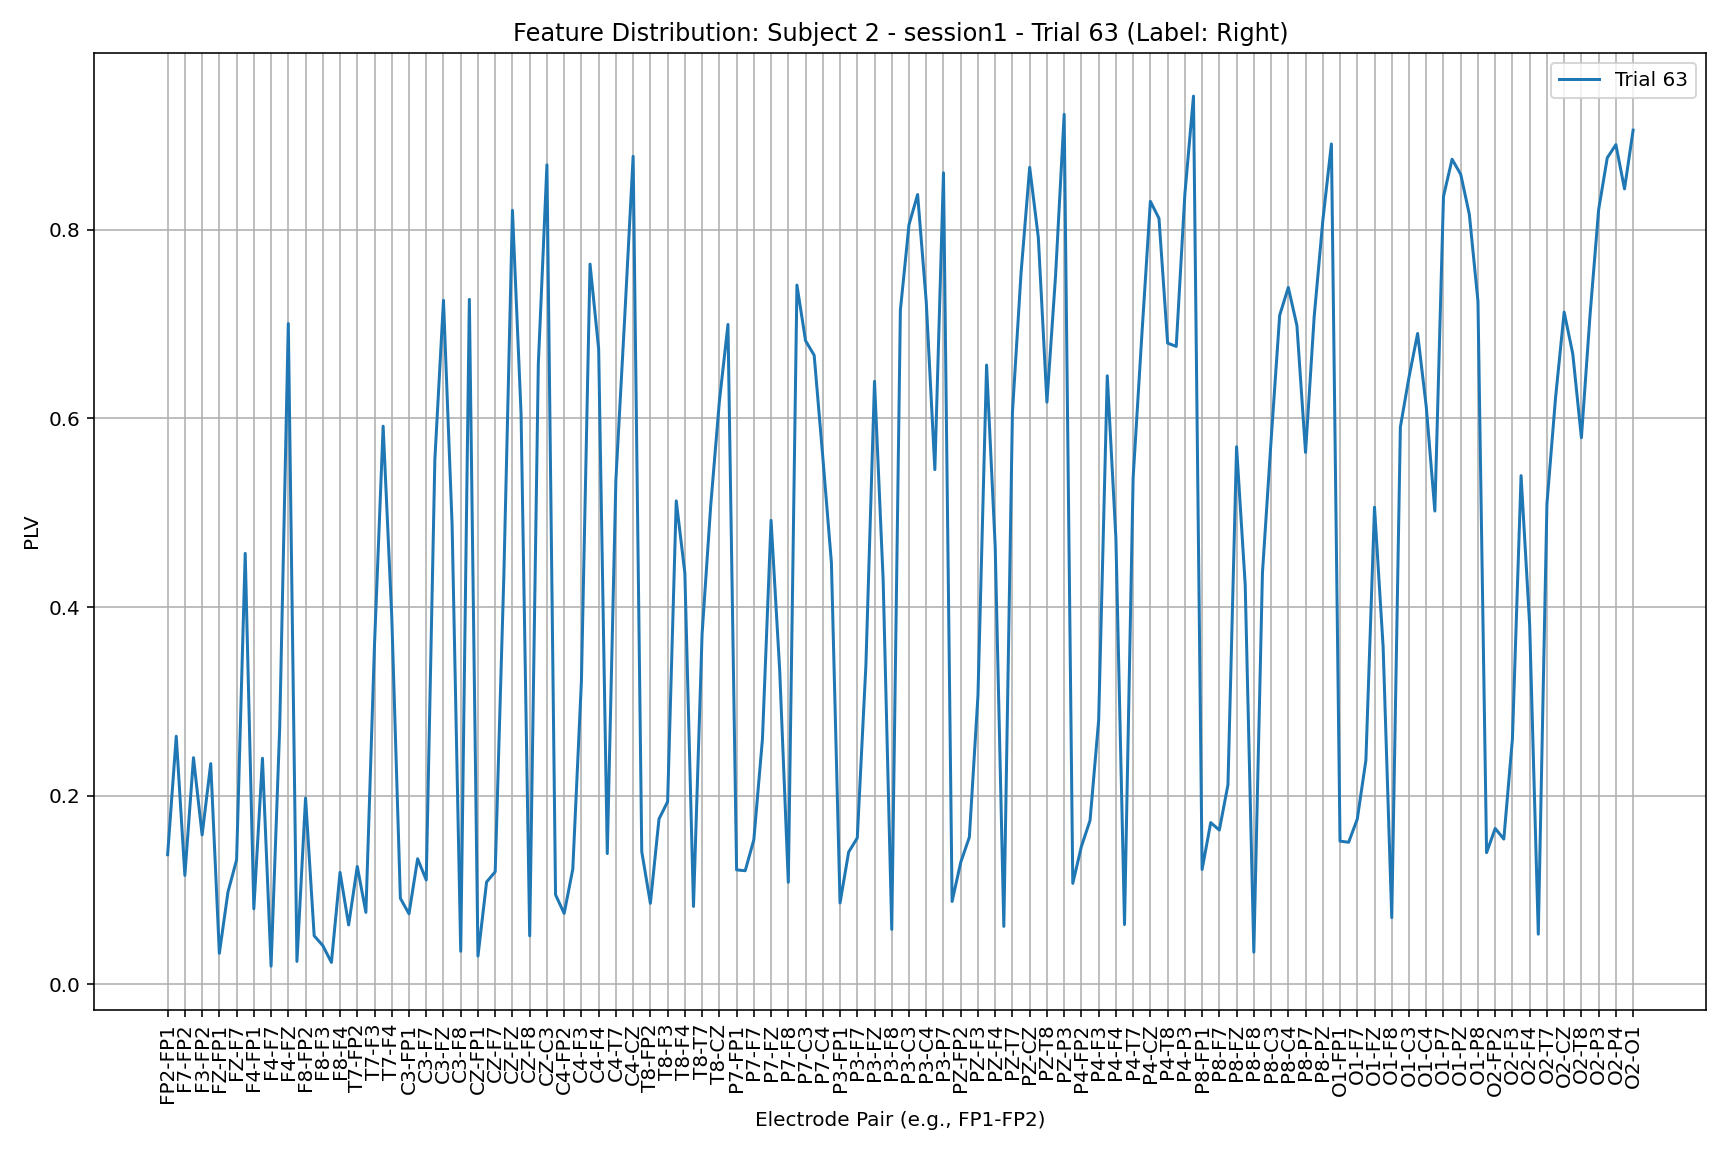 Feature Distribution: Subject 2 - session1 - Trial 63 (Label: Right)
Trial 63
PLV
0.8
0.6
0.4
0.2
0.0
FP2-FP1
F7-FP2
F3-FP2
FZ-FP1
FZ-F7
F4-FP1
F4-F7
F4-FZ
F8-FP2
F8-F3
F8-F4
T7-FP2
T7-F3
T7-F4
C3-FP1
C3-F7
C3-FZ
C3-F8
CZ-FP1
CZ-F7
CZ-FZ
CZ-F8
CZ-C3
C4-FP2
C4-F3
C4-F4
C4-T7
C4-CZ
T8-FP2
T8-F3
T8-F4
T8-T7
T8-CZ
P7-FP1
P7-F7
P7-FZ
P7-F8
P7-C3
P7-C4
P3-FP1
P3-F7
P3-FZ
P3-F8
P3-C3
P3-C4
P3-P7
PZ-FP2
PZ-F3
PZ-F4
PZ-T7
PZ-CZ
PZ-T8
PZ-P3
P4-FP2
P4-F3
P4-F4
P4-T7
P4-CZ
P4-T8
P4-P3
P8-FP1
P8-F7
P8-FZ
P8-F8
P8-C3
P8-C4
P8-P7
P8-PZ
O1-FP1
O1-F7
O1-FZ
O1-F8
O1-C3
O1-C4
O1-P7
O1-PZ
O1-P8
O2-FP2
O2-F3
O2-F4
O2-T7
O2-CZ
O2-T8
O2-P3
O2-P4
O2-O1
Electrode Pair (e.g., FP1-FP2)